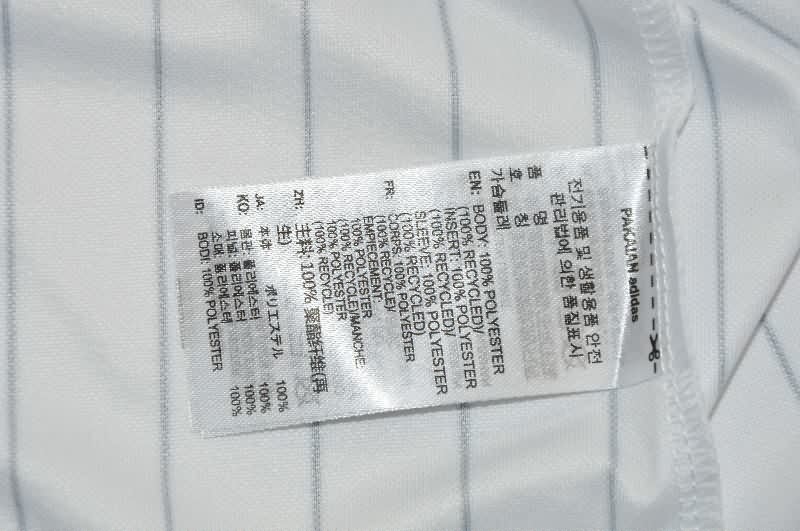 PAKAIAN adidas
전기용품 및 생활용품 안전
관리법에 의한 품질표시
품 명
호 칭
가슴둘레
EN: BODY: 100% POLYESTER
(100% RECYCLED)/
INSERT: 100% POLYESTER
(100% RECYCLED)/
SLEEVE: 100% POLYESTER
(100% RECYCLED)
FR: CORPS: 100% POLYESTER
(100% RECYCLE)/
EMPIECEMENT:
100% POLYESTER
(100% RECYCLE)/MANCHE:
100% POLYESTER
(100% RECYCLE)
ZH: 主料: 100% 聚酯纤维(再
生)
JA: 本体 ポリエステル 100%
KO: 몸판: 폴리에스터 100%
패널: 폴리에스터 100%
소매: 폴리에스터 100%
ID: BODI: 100% POLYESTER